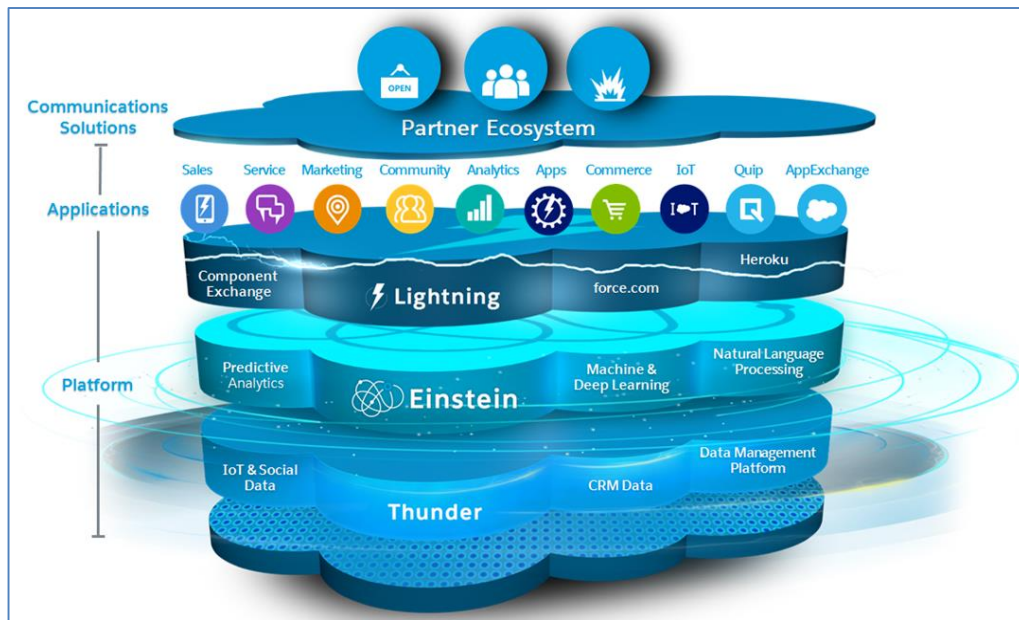 OPEN
Communications
Solutions
Partner Ecosystem
Sales Service Marketing Community Analytics Apps Commerce IoT Quip AppExchange
Applications
IoT
Component
Exchange
Lightning
force.com
Heroku
Platform
Predictive
Analytics
Einstein
Machine &
Deep Learning
Natural Language
Processing
IoT & Social
Data
Thunder
CRM Data
Data Management
Platform